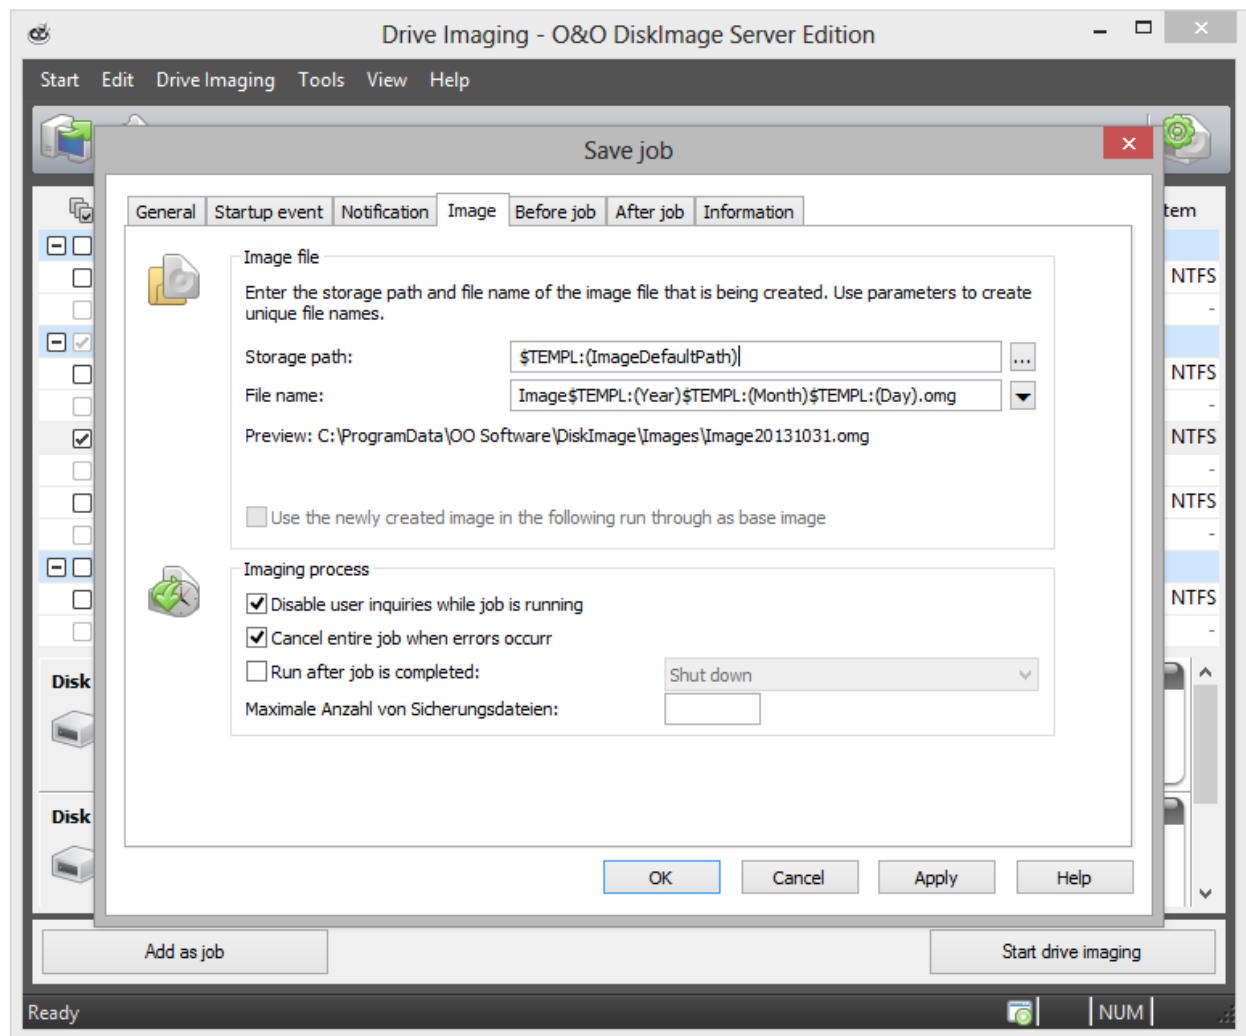 Drive Imaging - O&O DiskImage Server Edition
Start Edit Drive Imaging Tools View Help
Save job
General Startup event Notification Image Before job After job Information
tem
Image file
NTFS
Enter the storage path and file name of the image file that is being created. Use parameters to create
unique file names.
-
Storage path: $TEMPL:(ImageDefaultPath) ...
NTFS
File name: Image$TEMPL:(Year)$TEMPL:(Month)$TEMPL:(Day).omg
-
Preview: C:\ProgramData\OO Software\DiskImage\Images\Image20131031.omg
NTFS
-
NTFS
Use the newly created image in the following run through as base image
-
Imaging process
Disable user inquiries while job is running
NTFS
Cancel entire job when errors occurr
-
Run after job is completed: Shut down
Disk
Maximale Anzahl von Sicherungsdateien:
Disk
OK Cancel Apply Help
Add as job Start drive imaging
Ready NUM